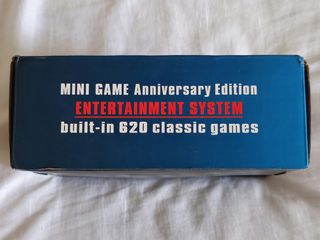 MINI GAME Anniversary Edition
ENTERTAINMENT SYSTEM
built-in 620 classic games